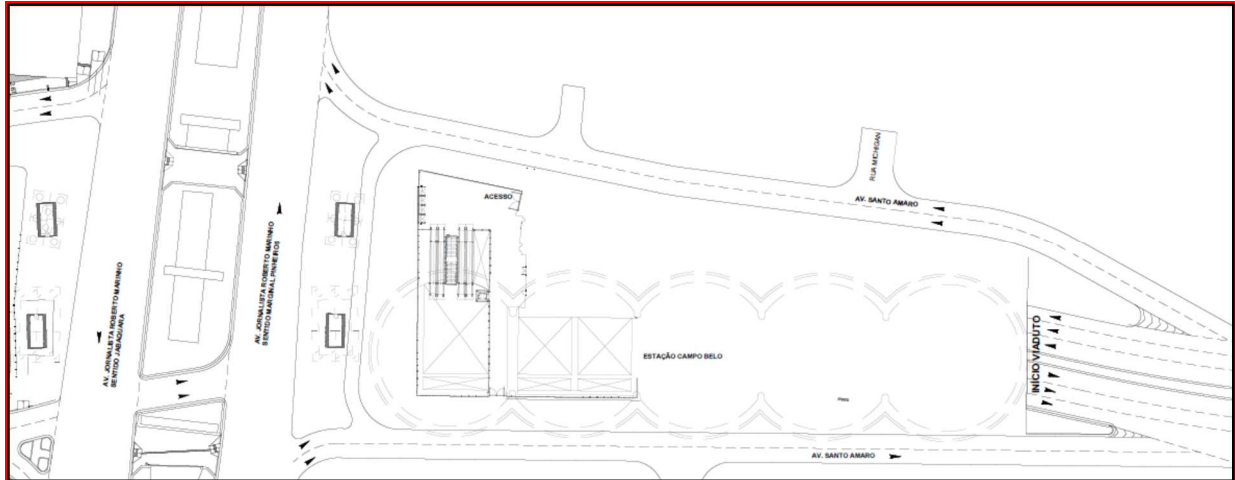 RUA MICHIGAN
ACESSO
AV. SANTO AMARO
AV. JORNALISTA ROBERTO MARINHO
SENTIDO MARGINAL PINHEIROS
AV. JORNALISTA ROBERTO MARINHO
SENTIDO JABAQUARA
ESTAÇÃO CAMPO BELO
INÍCIO VIADUTO
AV. SANTO AMARO